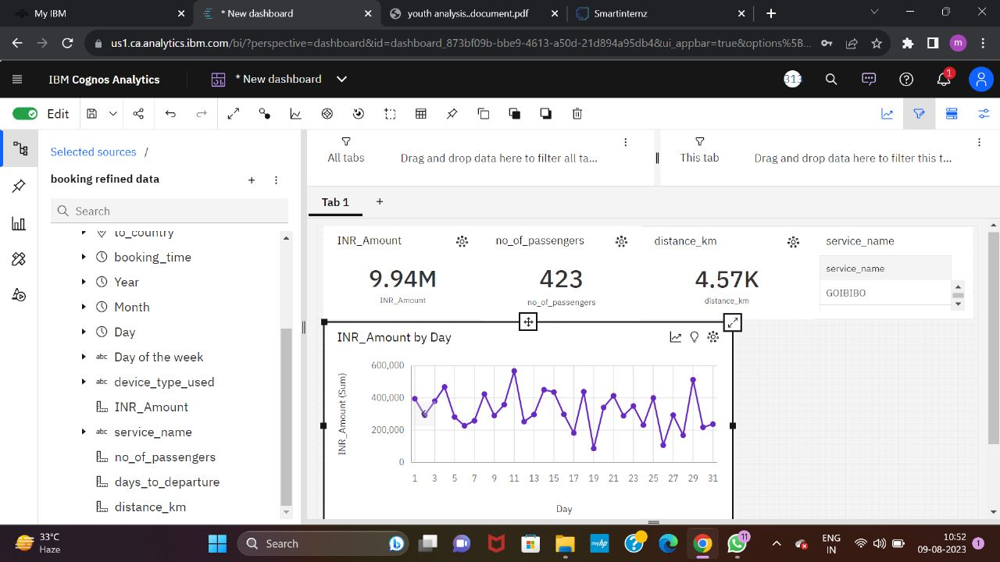 My IBM
* New dashboard
youth analysis..document.pdf
Smartinternz
us1.ca.analytics.ibm.com/bi/?perspective=dashboard&id=dashboard_873bf09b-bbe9-4613-a50d-21d894a95db4&ui_appbar=true&options%5B...
m
IBM Cognos Analytics
* New dashboard
313
1
Edit
Selected sources /
booking refined data
Search
to_country
booking_time
Year
Month
Day
abc Day of the week
abc device_type_used
INR_Amount
abc service_name
no_of_passengers
days_to_departure
distance_km
All tabs
Drag and drop data here to filter all ta...
This tab
Drag and drop data here to filter this t...
Tab 1
INR_Amount
9.94M
INR_Amount
no_of_passengers
423
no_of_passengers
distance_km
4.57K
distance_km
service_name
service_name
GOIBIBO
INR_Amount by Day
INR_Amount (Sum)
600,000
400,000
200,000
0
1 3 5 7 9 11 13 15 17 19 21 23 25 27 29 31
Day
33°C
Haze
Search
myhp
11
ENG
IN
10:52
09-08-2023
1